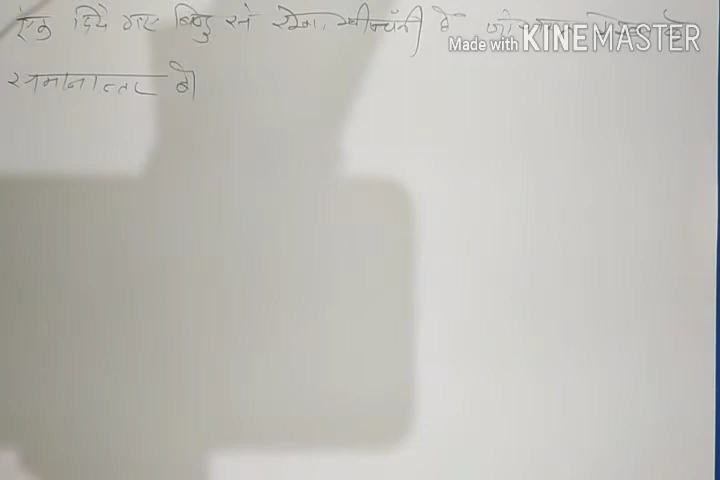 एक दिये गए बिन्दु से रेखा खींचनी है जो
Made with KINEMASTER
समानान्तर हो